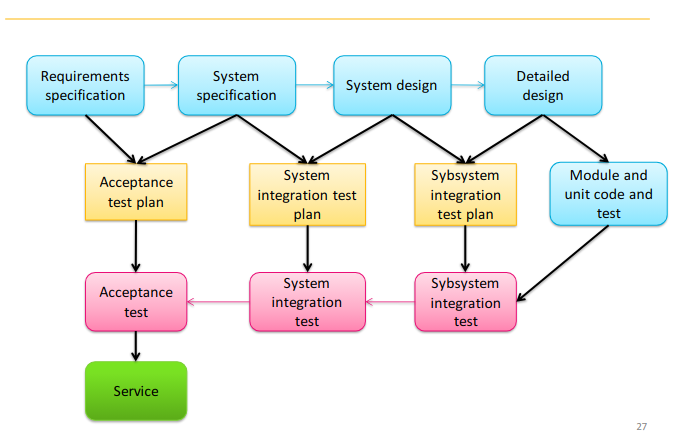 Requirements
specification
System
specification
System design
Detailed
design
Acceptance
test plan
System
integration test
plan
Sybsystem
integration
test plan
Module and
unit code and
test
Acceptance
test
System
integration
test
Sybsystem
integration
test
Service
27